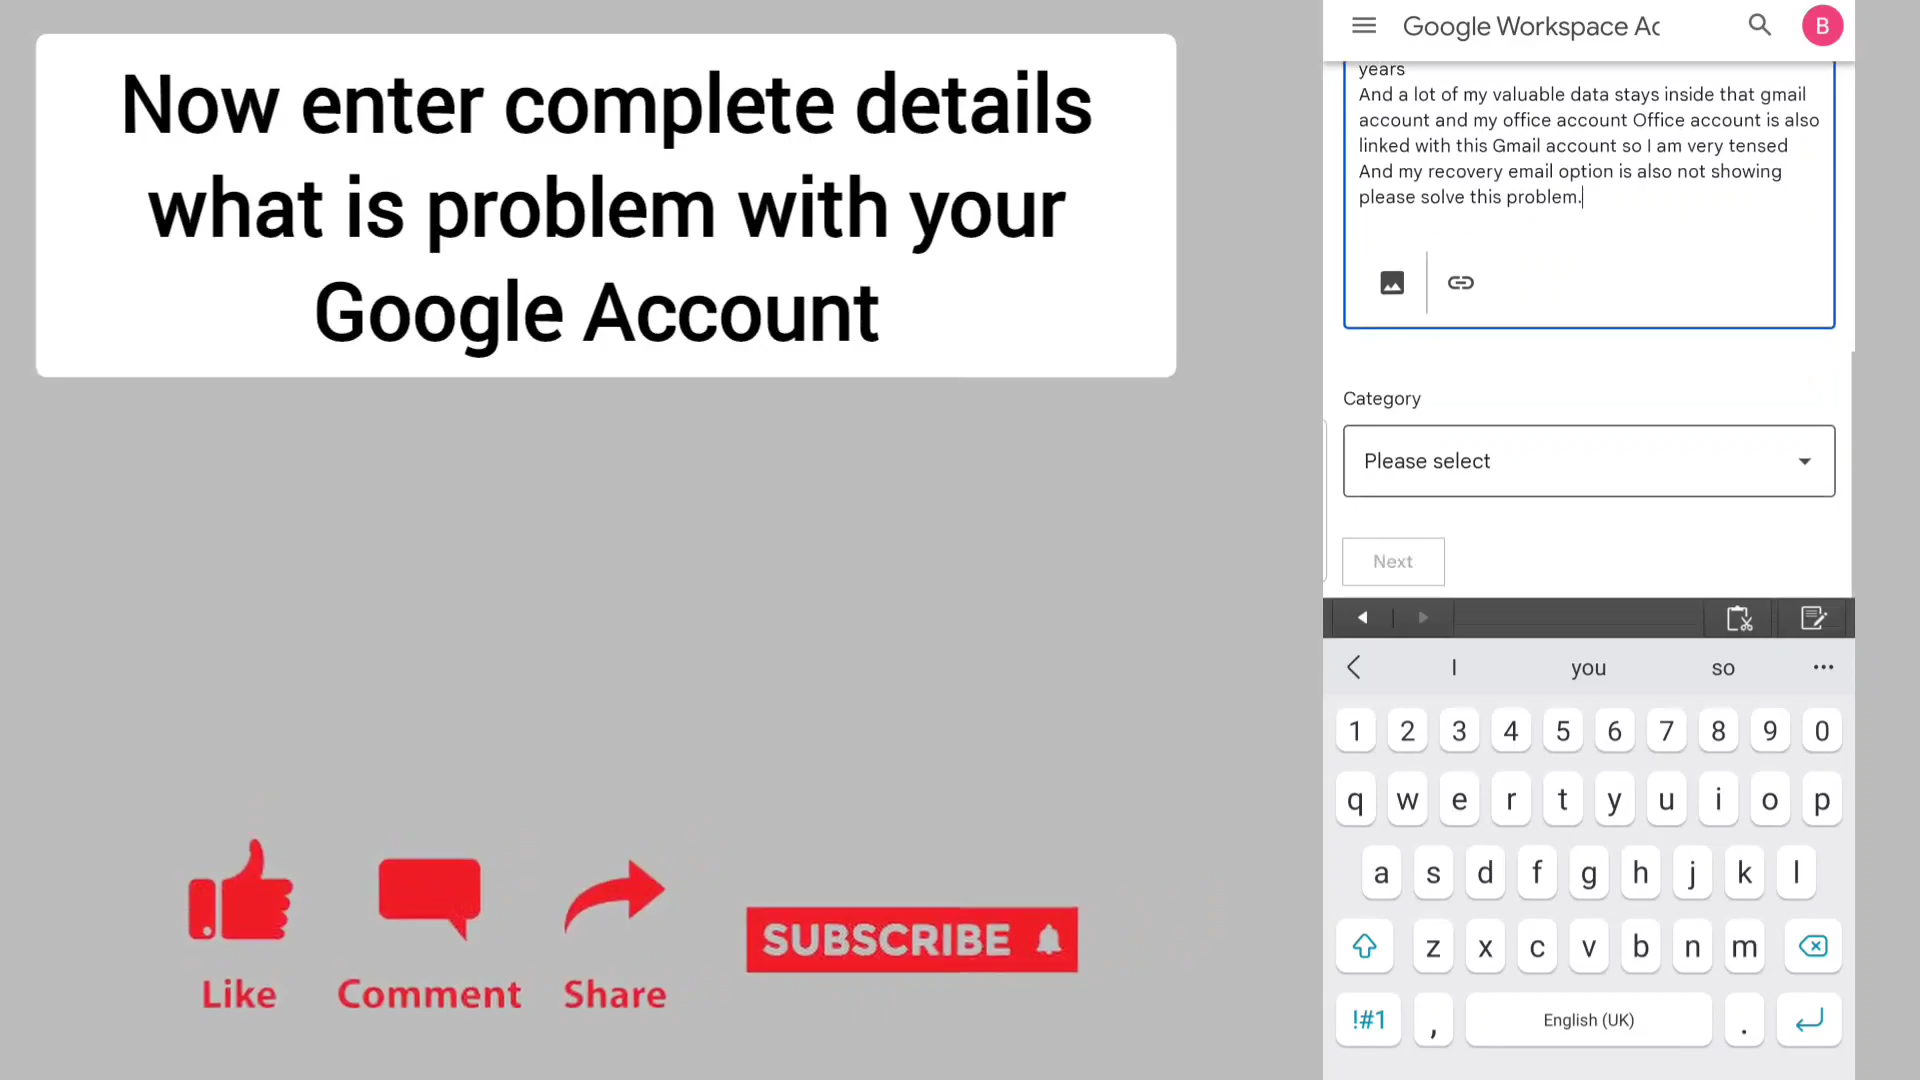 Now enter complete details
what is problem with your
Google Account
Like
Comment
Share
SUBSCRIBE
Google Workspace Ac
B
years
And a lot of my valuable data stays inside that gmail
account and my office account Office account is also
linked with this Gmail account so I am very tensed
And my recovery email option is also not showing
please solve this problem.
Category
Please select
Next
I you so
1 2 3 4 5 6 7 8 9 0
q w e r t y u i o p
a s d f g h j k l
z x c v b n m
!#1 , English (UK) .